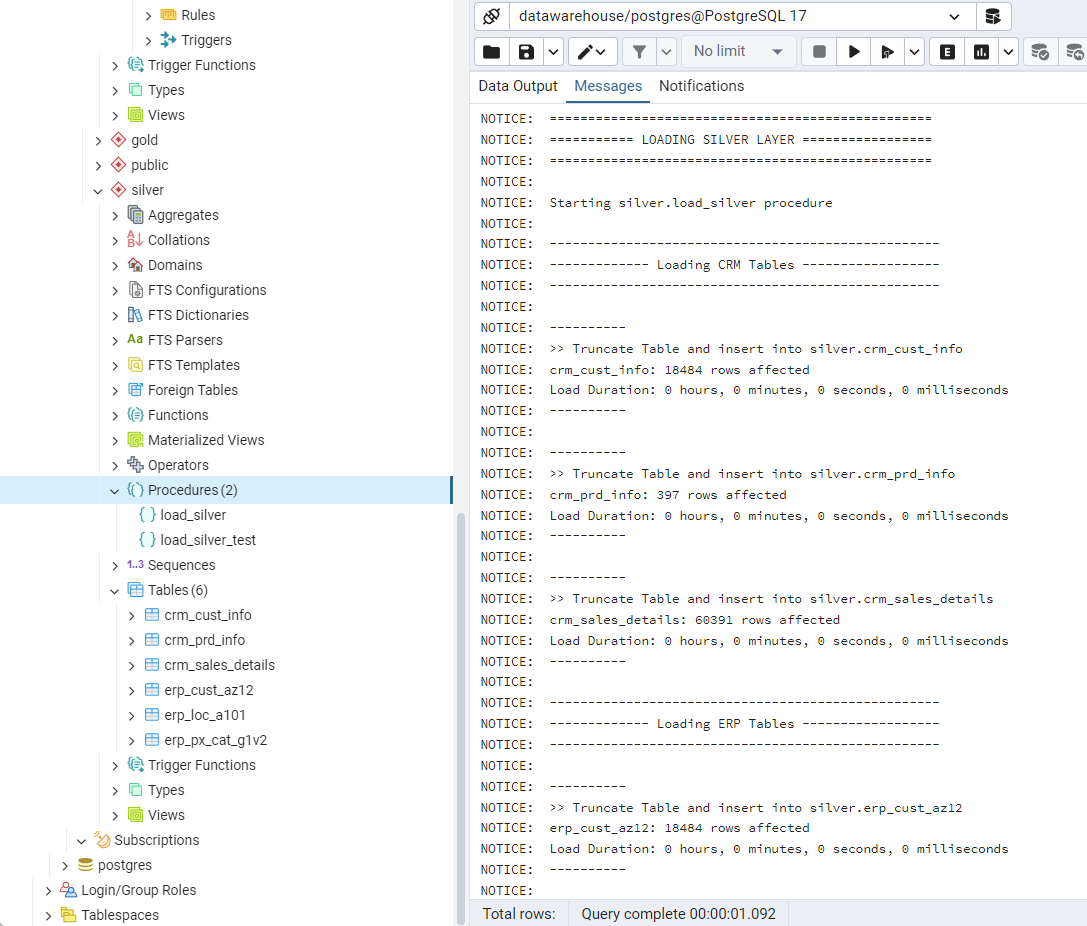 Rules
Triggers
Trigger Functions
Types
Views
gold
public
silver
Aggregates
Collations
Domains
FTS Configurations
FTS Dictionaries
Aa FTS Parsers
FTS Templates
Foreign Tables
Functions
Materialized Views
Operators
Procedures (2)
load_silver
load_silver_test
1..3 Sequences
Tables (6)
crm_cust_info
crm_prd_info
crm_sales_details
erp_cust_az12
erp_loc_a101
erp_px_cat_g1v2
Trigger Functions
Types
Views
Subscriptions
postgres
Login/Group Roles
Tablespaces
datawarehouse/postgres@PostgreSQL 17
No limit
E
Data Output Messages Notifications
NOTICE:  ==================================================
NOTICE:  =========== LOADING SILVER LAYER =================
NOTICE:  ==================================================
NOTICE:
NOTICE:  Starting silver.load_silver procedure
NOTICE:
NOTICE:  ---------------------------------------------------
NOTICE:  ------------- Loading CRM Tables ------------------
NOTICE:  ---------------------------------------------------
NOTICE:
NOTICE:  ----------
NOTICE:  >> Truncate Table and insert into silver.crm_cust_info
NOTICE:  crm_cust_info: 18484 rows affected
NOTICE:  Load Duration: 0 hours, 0 minutes, 0 seconds, 0 milliseconds
NOTICE:  ----------
NOTICE:
NOTICE:  ----------
NOTICE:  >> Truncate Table and insert into silver.crm_prd_info
NOTICE:  crm_prd_info: 397 rows affected
NOTICE:  Load Duration: 0 hours, 0 minutes, 0 seconds, 0 milliseconds
NOTICE:  ----------
NOTICE:
NOTICE:  ----------
NOTICE:  >> Truncate Table and insert into silver.crm_sales_details
NOTICE:  crm_sales_details: 60391 rows affected
NOTICE:  Load Duration: 0 hours, 0 minutes, 0 seconds, 0 milliseconds
NOTICE:  ----------
NOTICE:
NOTICE:  ---------------------------------------------------
NOTICE:  ------------- Loading ERP Tables ------------------
NOTICE:  ---------------------------------------------------
NOTICE:
NOTICE:  ----------
NOTICE:  >> Truncate Table and insert into silver.erp_cust_az12
NOTICE:  erp_cust_az12: 18484 rows affected
NOTICE:  Load Duration: 0 hours, 0 minutes, 0 seconds, 0 milliseconds
NOTICE:  ----------
NOTICE:
Total rows: Query complete 00:00:01.092